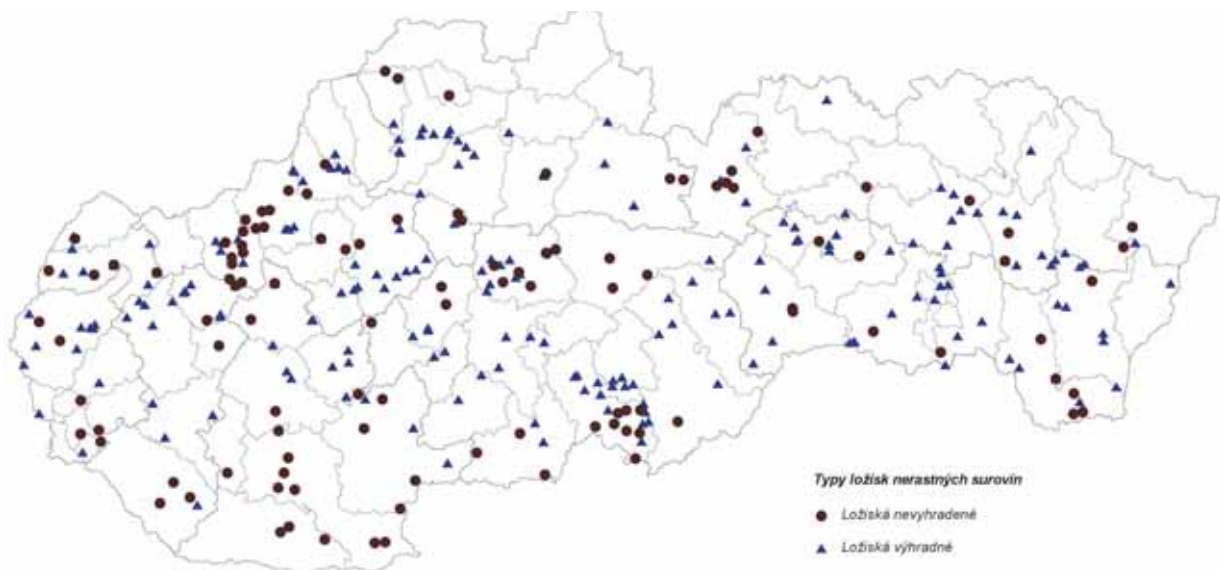 Typy ložísk nerastných surovín
Ložiská nevyhradené
Ložiská výhradné